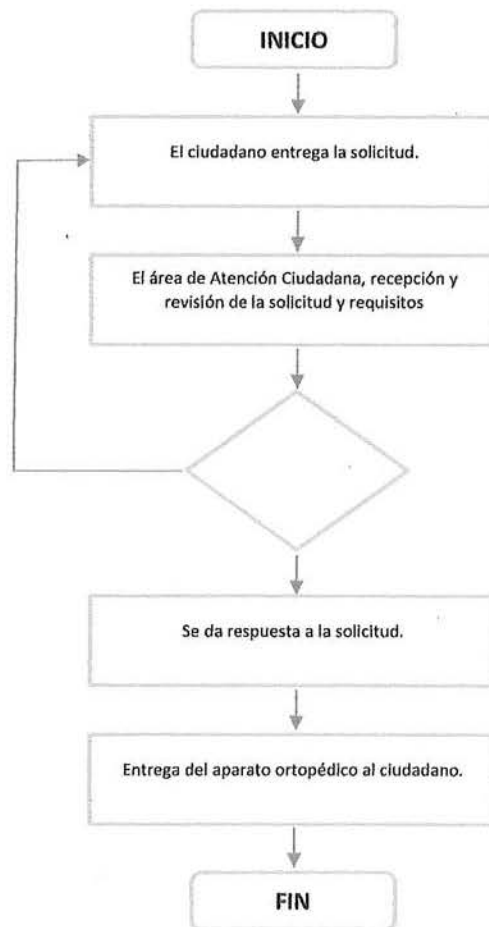 INICIO
El ciudadano entrega la solicitud.
El área de Atención Ciudadana, recepción y
revisión de la solicitud y requisitos
Se da respuesta a la solicitud.
Entrega del aparato ortopédico al ciudadano.
FIN